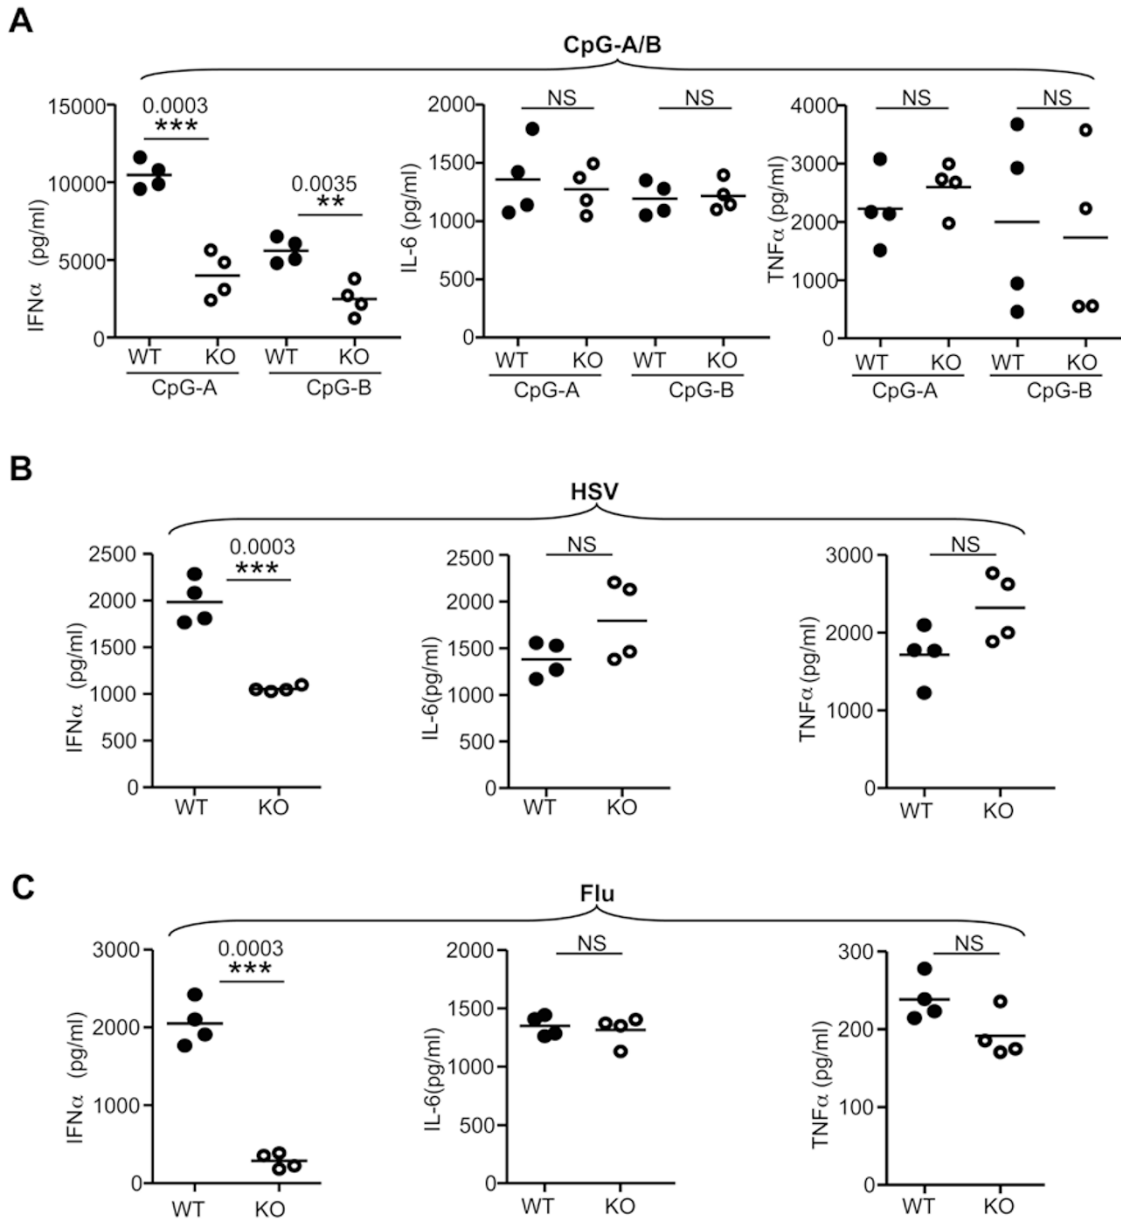 A
CpG-A/B
IFNα (pg/ml)
15000
10000
5000
0
0.0003
***
0.0035
**
WT KO WT KO
CpG-A CpG-B
IL-6 (pg/ml)
2000
1500
1000
500
0
NS NS
WT KO WT KO
CpG-A CpG-B
TNFα (pg/ml)
4000
3000
2000
1000
0
NS NS
WT KO WT KO
CpG-A CpG-B
B
HSV
IFNα (pg/ml)
2500
2000
1500
1000
500
0
0.0003
***
WT KO
IL-6(pg/ml)
2500
2000
1500
1000
500
0
NS
WT KO
TNFα (pg/ml)
3000
2000
1000
0
NS
WT KO
C
Flu
IFNα (pg/ml)
3000
2000
1000
0
0.0003
***
WT KO
IL-6(pg/ml)
2000
1500
1000
500
0
NS
WT KO
TNFα (pg/ml)
300
200
100
0
NS
WT KO